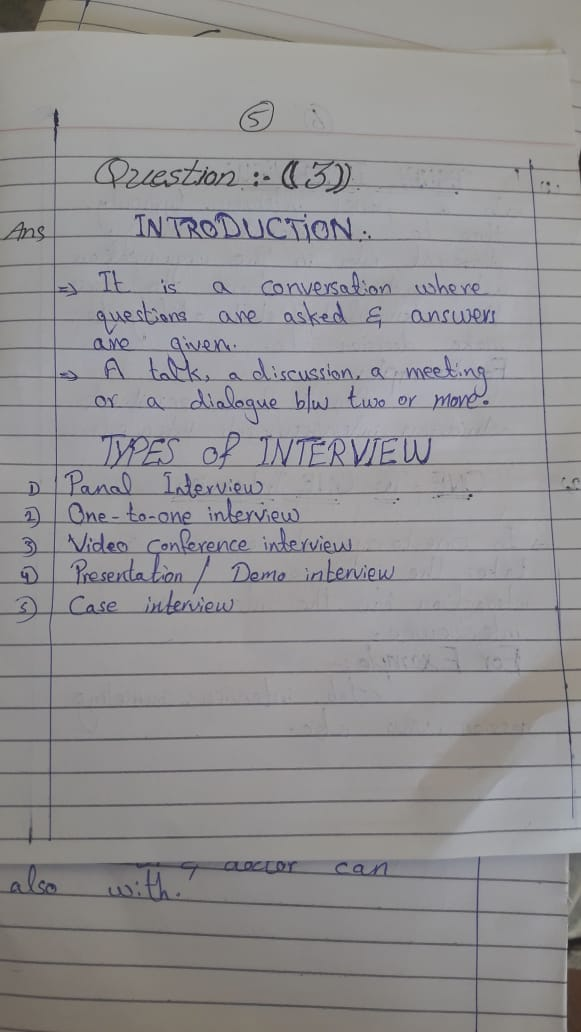 5
Question :- (3)
Ans INTRODUCTION :
⇒ It is a conversation where
questions are asked & answers
are given.
⇒ A talk, a discussion, a meeting
or a dialogue b/w two or more.
TYPES of INTERVIEW
1) Panal Interview
2) One-to-one interview
3) Video conference interview
4) Presentation / Demo interview
5) Case interview
doctor can
also with.